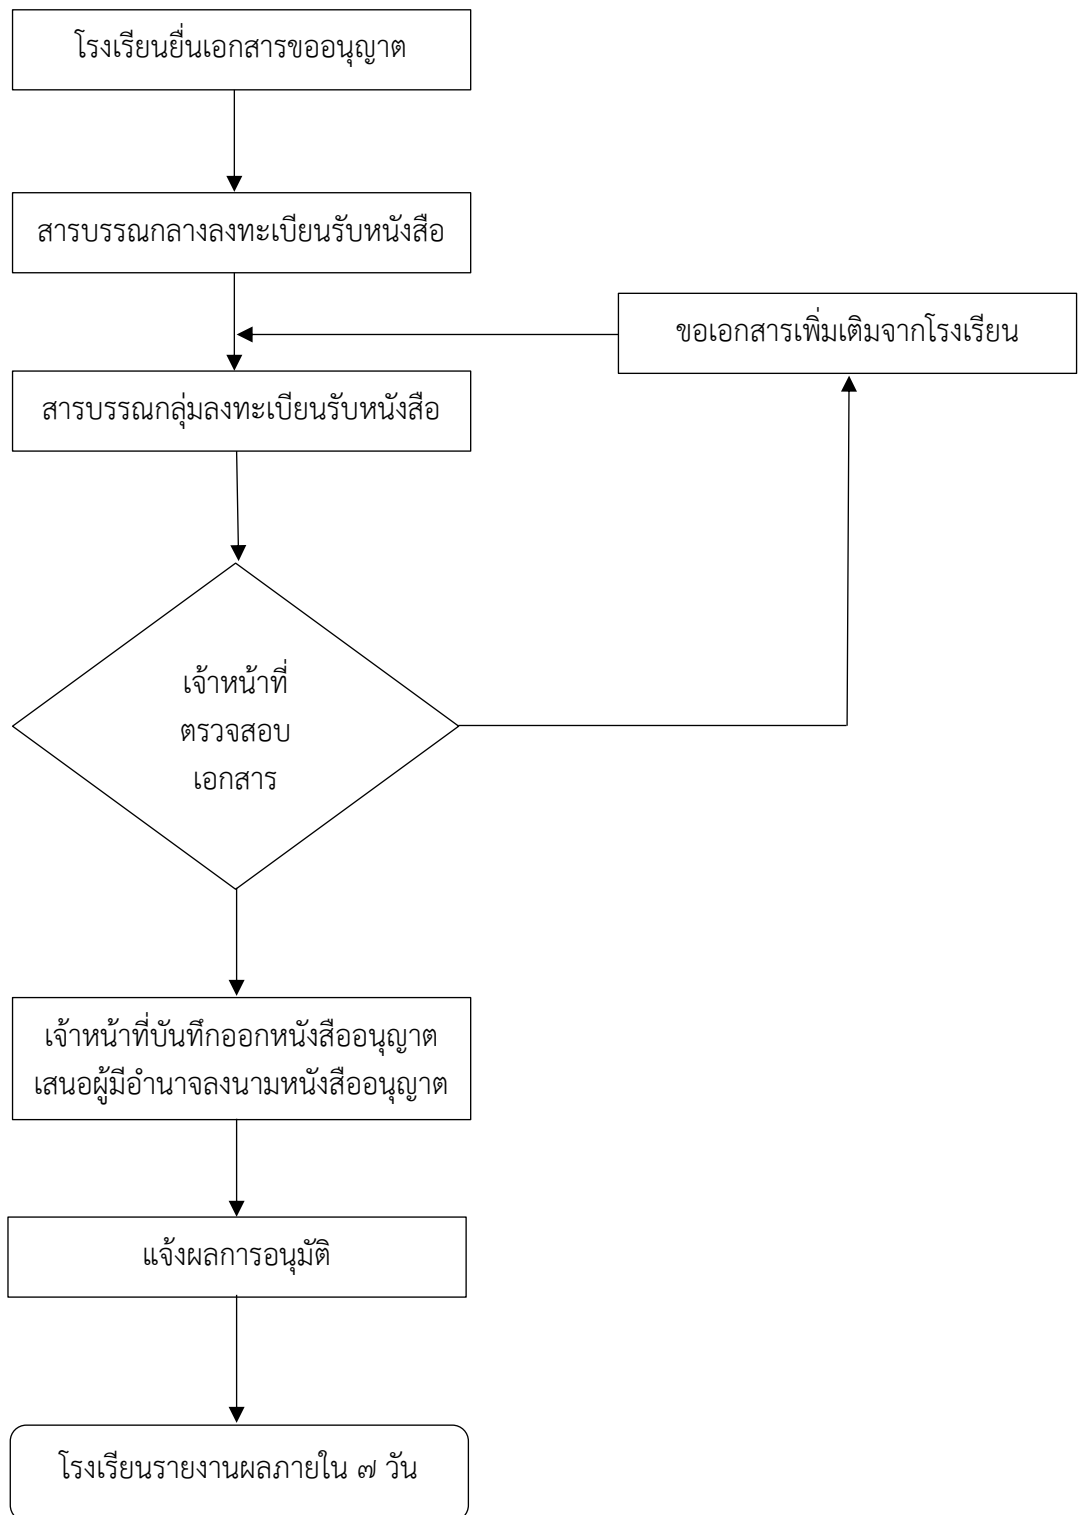 โรงเรียนยื่นเอกสารขออนุญาต
สารบรรณกลางลงทะเบียนรับหนังสือ
ขอเอกสารเพิ่มเติมจากโรงเรียน
สารบรรณกลุ่มลงทะเบียนรับหนังสือ
เจ้าหน้าที่
ตรวจสอบ
เอกสาร
เจ้าหน้าที่บันทึกออกหนังสืออนุญาต
เสนอผู้มีอำนาจลงนามหนังสืออนุญาต
แจ้งผลการอนุมัติ
โรงเรียนรายงานผลภายใน ๗ วัน